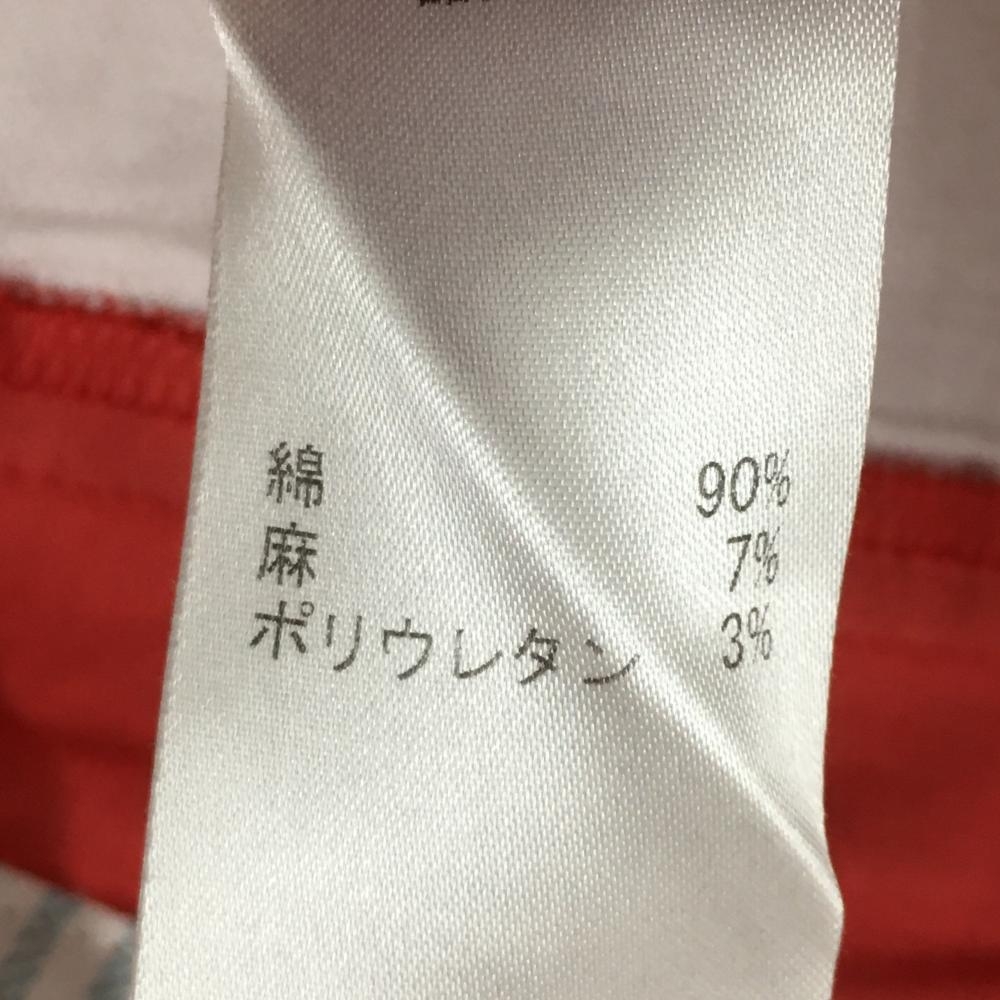 綿 90%
麻 7%
ポリウレタン 3%